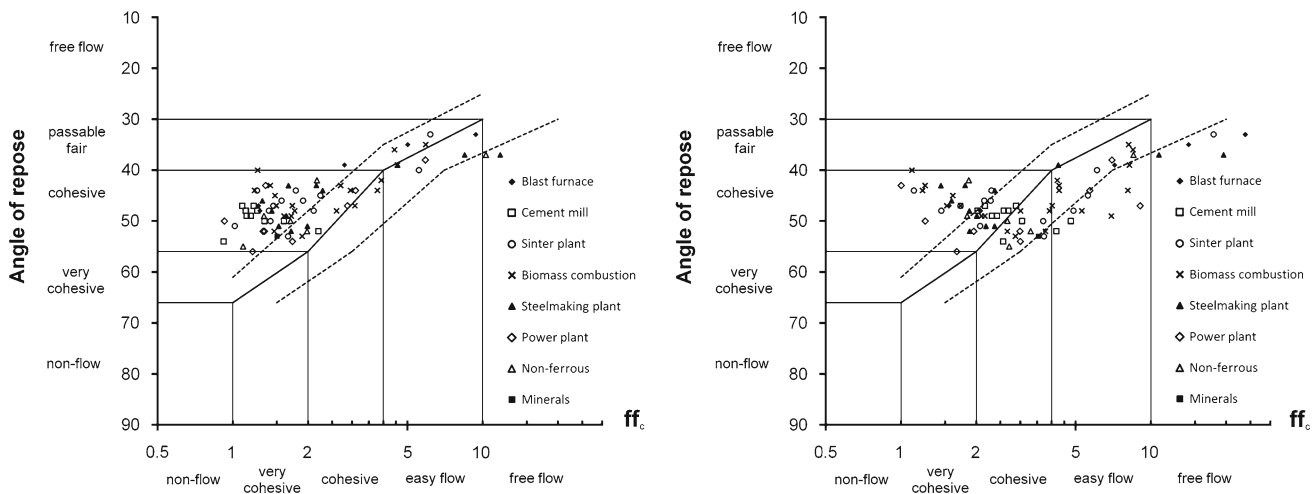 Angle of repose
free flow
passable
fair
cohesive
very
cohesive
non-flow
10
20
30
40
50
60
70
80
90
0.5
1
2
5
10
non-flow
very
cohesive
cohesive
easy flow
free flow
ffc
Blast furnace
Cement mill
Sinter plant
Biomass combustion
Steelmaking plant
Power plant
Non-ferrous
Minerals
Angle of repose
free flow
passable
fair
cohesive
very
cohesive
non-flow
10
20
30
40
50
60
70
80
90
0.5
1
2
5
10
non-flow
very
cohesive
cohesive
easy flow
free flow
ffc
Blast furnace
Cement mill
Sinter plant
Biomass combustion
Steelmaking plant
Power plant
Non-ferrous
Minerals